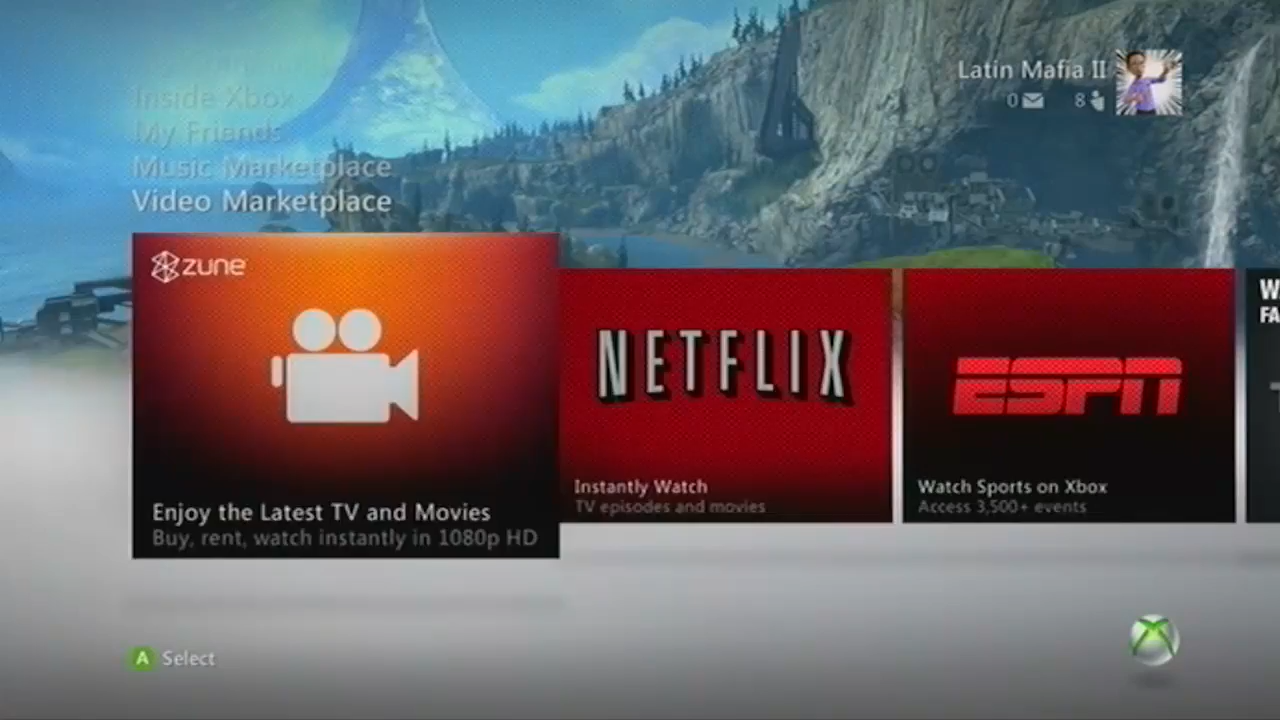 Inside Xbox
My Friends
Music Marketplace
Video Marketplace
Latin Mafia II
0 8
zune
Enjoy the Latest TV and Movies
Buy, rent, watch instantly in 1080p HD
NETFLIX
Instantly Watch
TV episodes and movies
ESPN
Watch Sports on Xbox
Access 3,500+ events
W
FA
A Select